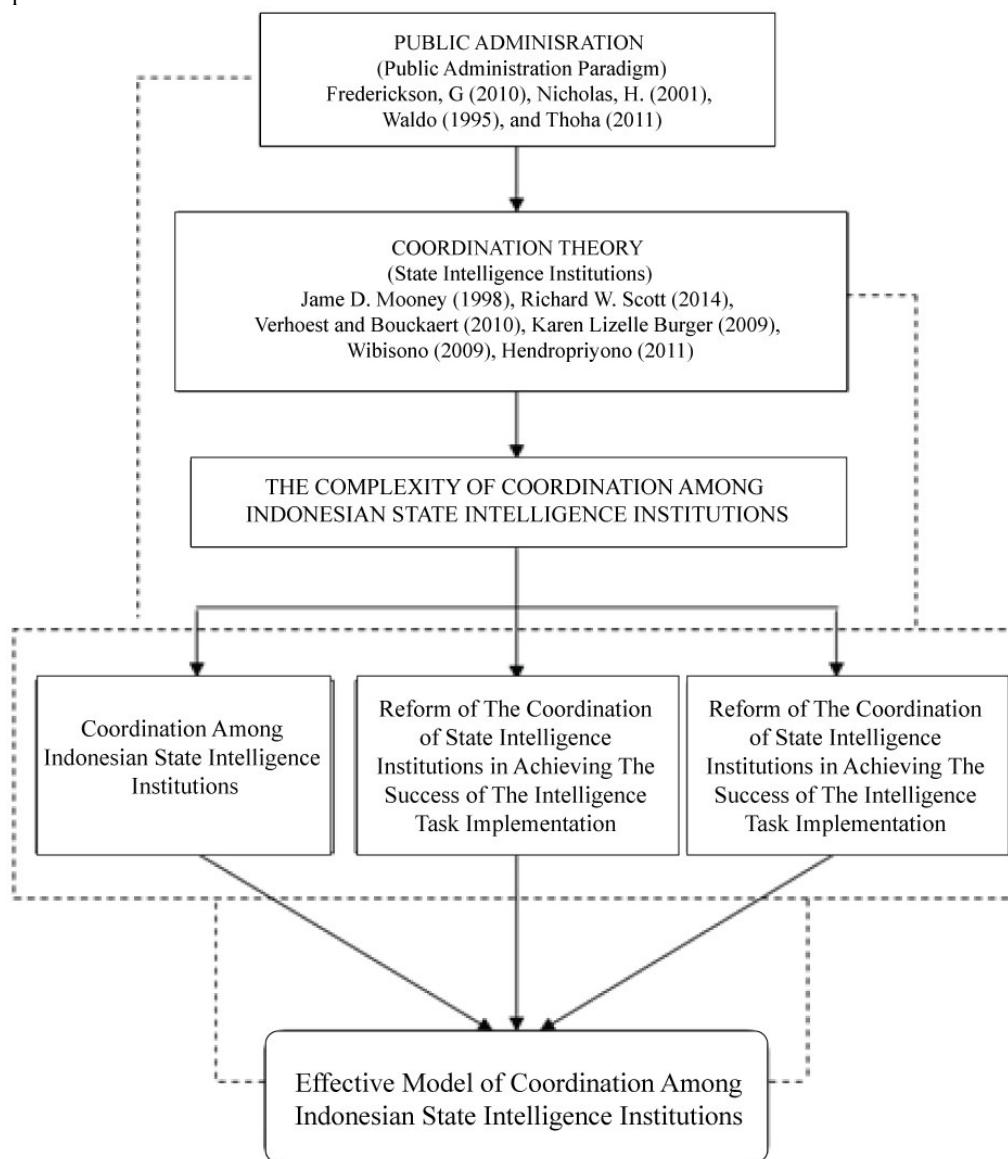 PUBLIC ADMINISRATION
(Public Administration Paradigm)
Frederickson, G (2010), Nicholas, H. (2001),
Waldo (1995), and Thoha (2011)
COORDINATION THEORY
(State Intelligence Institutions)
Jame D. Mooney (1998), Richard W. Scott (2014),
Verhoest and Bouckaert (2010), Karen Lizelle Burger (2009),
Wibisono (2009), Hendropriyono (2011)
THE COMPLEXITY OF COORDINATION AMONG
INDONESIAN STATE INTELLIGENCE INSTITUTIONS
Coordination Among
Indonesian State Intelligence
Institutions
Reform of The Coordination
of State Intelligence
Institutions in Achieving The
Success of The Intelligence
Task Implementation
Reform of The Coordination
of State Intelligence
Institutions in Achieving The
Success of The Intelligence
Task Implementation
Effective Model of Coordination Among
Indonesian State Intelligence Institutions